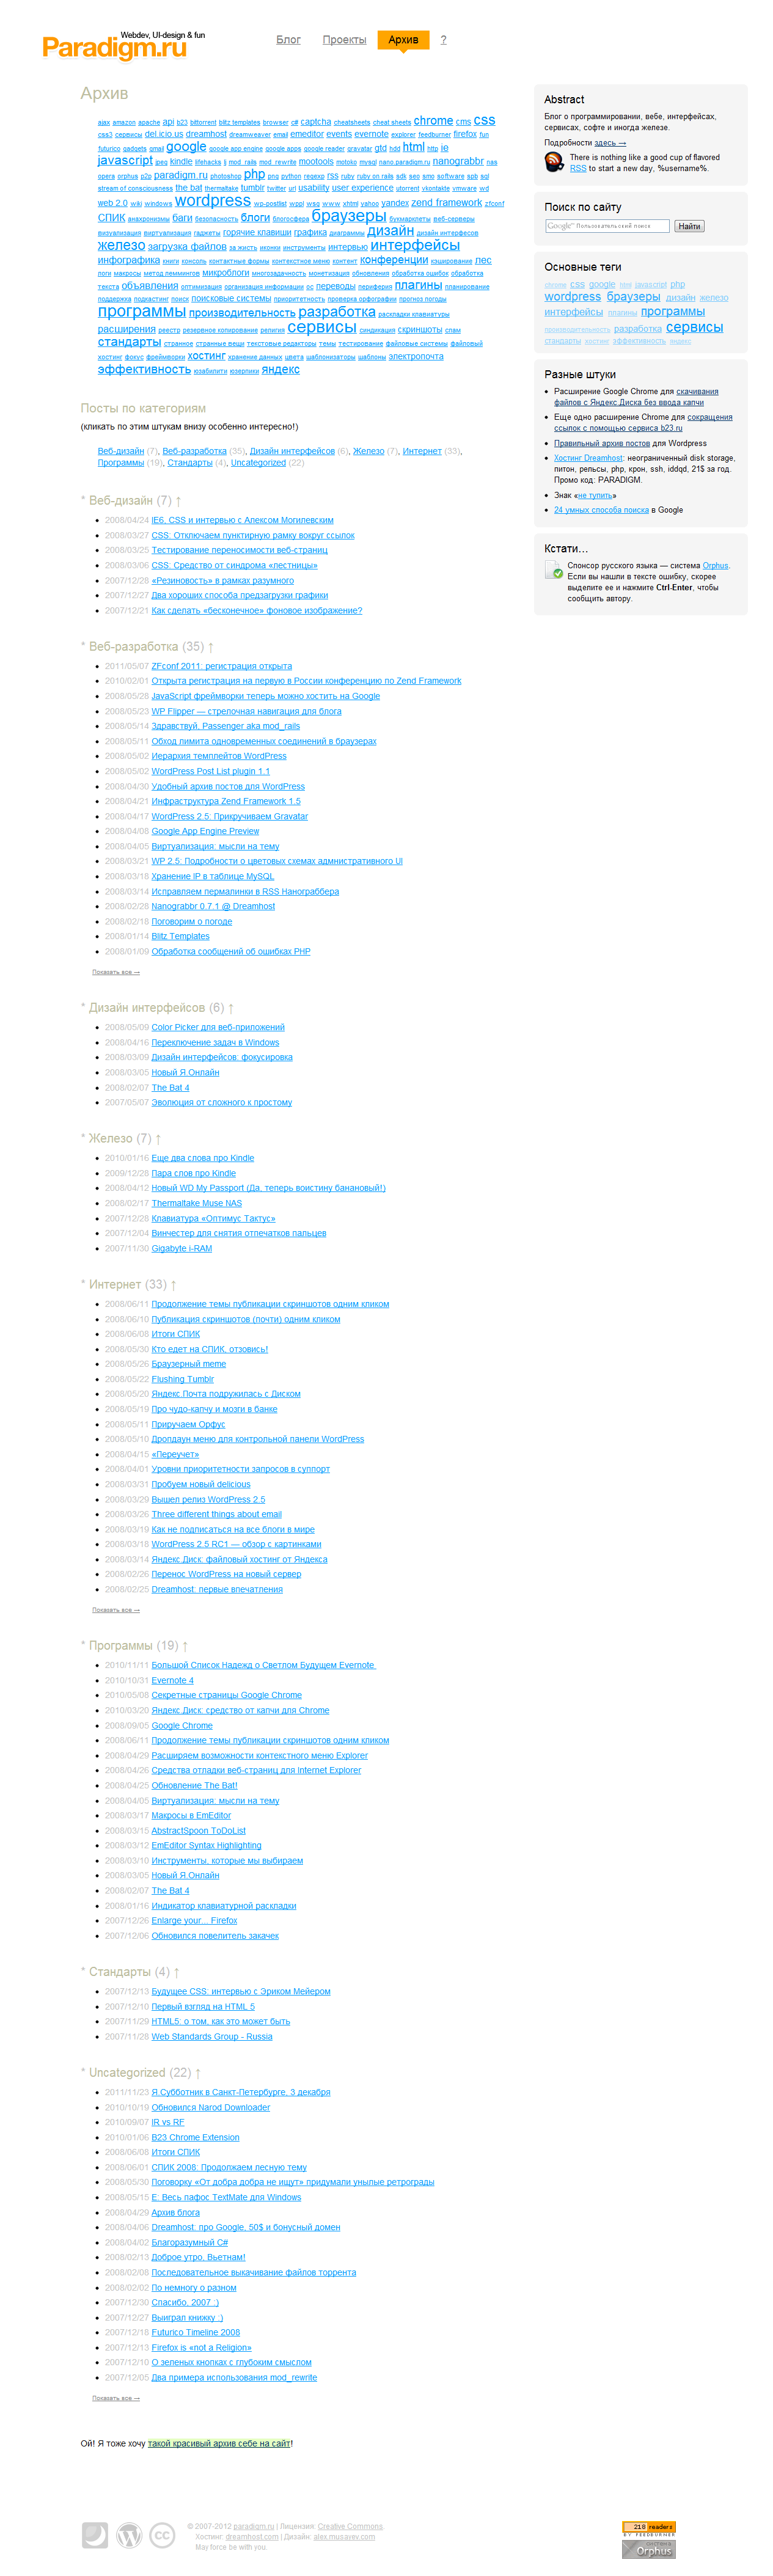 Webdev, UI-design & fun
Paradigm.ru
Блог Проекты Архив ?
Архив
ajax amazon apache api b23 bittorrent blitz templates browser c# captcha cheatsheets cheat sheets chrome cms css
css3 сервисы del.icio.us dreamhost dreamweaver email emeditor events evernote explorer feedburner firefox fun
futurico gadgets gmail google google app engine google apps google reader gravatar gtd hdd html http ie
javascript jpeg kindle lifehacks lj mod_rails mod_rewrite mootools motoko mysql nano.paradigm.ru nanograbbr nas
opera orphus p2p paradigm.ru photoshop php png python regexp rss ruby ruby on rails sdk seo smo software spb sql
stream of consciousness the bat thermaltake tumblr twitter url usability user experience utorrent vkontakte vmware wd
web 2.0 wiki windows wordpress wp-postlist wppl wsg www xhtml yahoo yandex zend framework zfconf
СПИК анахронизмы баги безопасность блоги блогосфера браузеры букмарклеты веб-серверы
визуализация виртуализация гаджеты горячие клавиши графика диаграммы дизайн дизайн интерфесов
железо загрузка файлов за жисть иконки инструменты интервью интерфейсы
инфографика книги консоль контактные формы контекстное меню контент конференции кэширование лес
логи макросы метод леммингов микроблоги многозадачность монетизация обновления обработка ошибок обработка
текста объявления оптимизация организация информации ос переводы периферия плагины планирование
поддержка подкастинг поиск поисковые системы приоритетность проверка орфографии прогноз погоды
программы производительность разработка раскладки клавиатуры
расширения реестр резервное копирование религия сервисы синдикация скриншоты спам
стандарты странное странные вещи текстовые редакторы темы тестирование файловые системы файловый
хостинг фокус фреймворки хостинг хранение данных цвета шаблонизаторы шаблоны электропочта
эффективность юзабилити юзерпики яндекс
Посты по категориям
(кликать по этим штукам внизу особенно интересно!)
Веб-дизайн (7), Веб-разработка (35), Дизайн интерфейсов (6), Железо (7), Интернет (33),
Программы (19), Стандарты (4), Uncategorized (22)
* Веб-дизайн (7) ↑
2008/04/24 IE6, CSS и интервью с Алексом Могилевским
2008/03/27 CSS: Отключаем пунктирную рамку вокруг ссылок
2008/03/25 Тестирование переносимости веб-страниц
2008/03/06 CSS: Средство от синдрома «лестницы»
2007/12/28 «Резиновость» в рамках разумного
2007/12/27 Два хороших способа предзагрузки графики
2007/12/21 Как сделать «бесконечное» фоновое изображение?
* Веб-разработка (35) ↑
2011/05/07 ZFconf 2011: регистрация открыта
2010/02/01 Открыта регистрация на первую в России конференцию по Zend Framework
2008/05/28 JavaScript фреймворки теперь можно хостить на Google
2008/05/23 WP Flipper — стрелочная навигация для блога
2008/05/14 Здравствуй, Passenger aka mod_rails
2008/05/11 Обход лимита одновременных соединений в браузерах
2008/05/02 Иерархия темплейтов WordPress
2008/05/02 WordPress Post List plugin 1.1
2008/04/30 Удобный архив постов для WordPress
2008/04/21 Инфраструктура Zend Framework 1.5
2008/04/17 WordPress 2.5: Прикручиваем Gravatar
2008/04/08 Google App Engine Preview
2008/04/05 Виртуализация: мысли на тему
2008/03/21 WP 2.5: Подробности о цветовых схемах админстративного UI
2008/03/18 Хранение IP в таблице MySQL
2008/03/14 Исправляем пермалинки в RSS Нанограббера
2008/02/28 Nanograbbr 0.7.1 @ Dreamhost
2008/02/18 Поговорим о погоде
2008/01/14 Blitz Templates
2008/01/09 Обработка сообщений об ошибках PHP
Показать все →
* Дизайн интерфейсов (6) ↑
2008/05/09 Color Picker для веб-приложений
2008/04/16 Переключение задач в Windows
2008/03/09 Дизайн интерфейсов: фокусировка
2008/03/05 Новый Я.Онлайн
2008/02/07 The Bat 4
2007/05/07 Эволюция от сложного к простому
* Железо (7) ↑
2010/01/16 Еще два слова про Kindle
2009/12/28 Пара слов про Kindle
2008/04/12 Новый WD My Passport (Да, теперь воистину банановый!)
2008/02/17 Thermaltake Muse NAS
2007/12/28 Клавиатура «Оптимус Тактус»
2007/12/04 Винчестер для снятия отпечатков пальцев
2007/11/30 Gigabyte i-RAM
* Интернет (33) ↑
2008/06/11 Продолжение темы публикации скриншотов одним кликом
2008/06/10 Публикация скриншотов (почти) одним кликом
2008/06/08 Итоги СПИК
2008/05/30 Кто едет на СПИК, отзовись!
2008/05/26 Браузерный meme
2008/05/22 Flushing Tumblr
2008/05/20 Яндекс.Почта подружилась с Диском
2008/05/19 Про чудо-капчу и мозги в банке
2008/05/11 Приручаем Орфус
2008/05/10 Дропдаун меню для контрольной панели WordPress
2008/04/15 «Переучет»
2008/04/01 Уровни приоритетности запросов в суппорт
2008/03/31 Пробуем новый delicious
2008/03/29 Вышел релиз WordPress 2.5
2008/03/26 Three different things about email
2008/03/19 Как не подписаться на все блоги в мире
2008/03/18 WordPress 2.5 RC1 — обзор с картинками
2008/03/14 Яндекс.Диск: файловый хостинг от Яндекса
2008/02/26 Перенос WordPress на новый сервер
2008/02/25 Dreamhost: первые впечатления
Показать все →
* Программы (19) ↑
2010/11/11 Большой Список Надежд о Светлом Будущем Evernote
2010/10/31 Evernote 4
2010/05/08 Секретные страницы Google Chrome
2010/03/20 Яндекс.Диск: средство от капчи для Chrome
2008/09/05 Google Chrome
2008/06/11 Продолжение темы публикации скриншотов одним кликом
2008/04/29 Расширяем возможности контекстного меню Explorer
2008/04/26 Средства отладки веб-страниц для Internet Explorer
2008/04/25 Обновление The Bat!
2008/04/05 Виртуализация: мысли на тему
2008/03/17 Макросы в EmEditor
2008/03/15 AbstractSpoon ToDoList
2008/03/12 EmEditor Syntax Highlighting
2008/03/10 Инструменты, которые мы выбираем
2008/03/05 Новый Я.Онлайн
2008/02/07 The Bat 4
2008/01/16 Индикатор клавиатурной раскладки
2007/12/26 Enlarge your... Firefox
2007/12/06 Обновился повелитель закачек
* Стандарты (4) ↑
2007/12/13 Будущее CSS: интервью с Эриком Мейером
2007/12/10 Первый взгляд на HTML 5
2007/11/29 HTML5: о том, как это может быть
2007/11/28 Web Standards Group - Russia
* Uncategorized (22) ↑
2011/11/23 Я.Субботник в Санкт-Петербурге, 3 декабря
2010/10/19 Обновился Narod Downloader
2010/09/07 IR vs RF
2010/01/06 B23 Chrome Extension
2008/06/08 Итоги СПИК
2008/06/01 СПИК 2008: Продолжаем лесную тему
2008/05/30 Поговорку «От добра добра не ищут» придумали унылые ретрограды
2008/05/15 E: Весь пафос TextMate для Windows
2008/04/29 Архив блога
2008/04/06 Dreamhost: про Google, 50$ и бонусный домен
2008/04/02 Благоразумный C#
2008/02/13 Доброе утро, Вьетнам!
2008/02/08 Последовательное выкачивание файлов торрента
2008/02/02 По немногу о разном
2007/12/30 Спасибо, 2007 :)
2007/12/27 Выиграл книжку :)
2007/12/18 Futurico Timeline 2008
2007/12/13 Firefox is «not a Religion»
2007/12/10 О зеленых кнопках с глубоким смыслом
2007/12/05 Два примера использования mod_rewrite
Показать все →
Ой! Я тоже хочу такой красивый архив себе на сайт!
Abstract
Блог о программировании, вебе, интерфейсах,
сервисах, софте и иногда железе.
Подробности здесь →
There is nothing like a good cup of flavored
RSS to start a new day, %username%.
Поиск по сайту
Google™ Пользовательский поиск Найти
Основные теги
chrome css google html javascript php
wordpress браузеры дизайн железо
интерфейсы плагины программы
производительность разработка сервисы
стандарты хостинг эффективность яндекс
Разные штуки
Расширение Google Chrome для скачивания
файлов с Яндекс.Диска без ввода капчи
Еще одно расширение Chrome для сокращения
ссылок с помощью сервиса b23.ru
Правильный архив постов для Wordpress
Хостинг Dreamhost: неограниченный disk storage,
питон, рельсы, php, крон, ssh, iddqd, 21$ за год.
Промо код: PARADIGM.
Знак «не тупить»
24 умных способа поиска в Google
Кстати...
Спонсор русского языка — система Orphus.
Если вы нашли в тексте ошибку, скорее
выделите ее и нажмите Ctrl-Enter, чтобы
сообщить автору.
© 2007-2012 paradigm.ru | Лицензия: Creative Commons.
Хостинг: dreamhost.com | Дизайн: alex.musayev.com
May force be with you.
218 readers
BY FEEDBURNER
система
Orphus